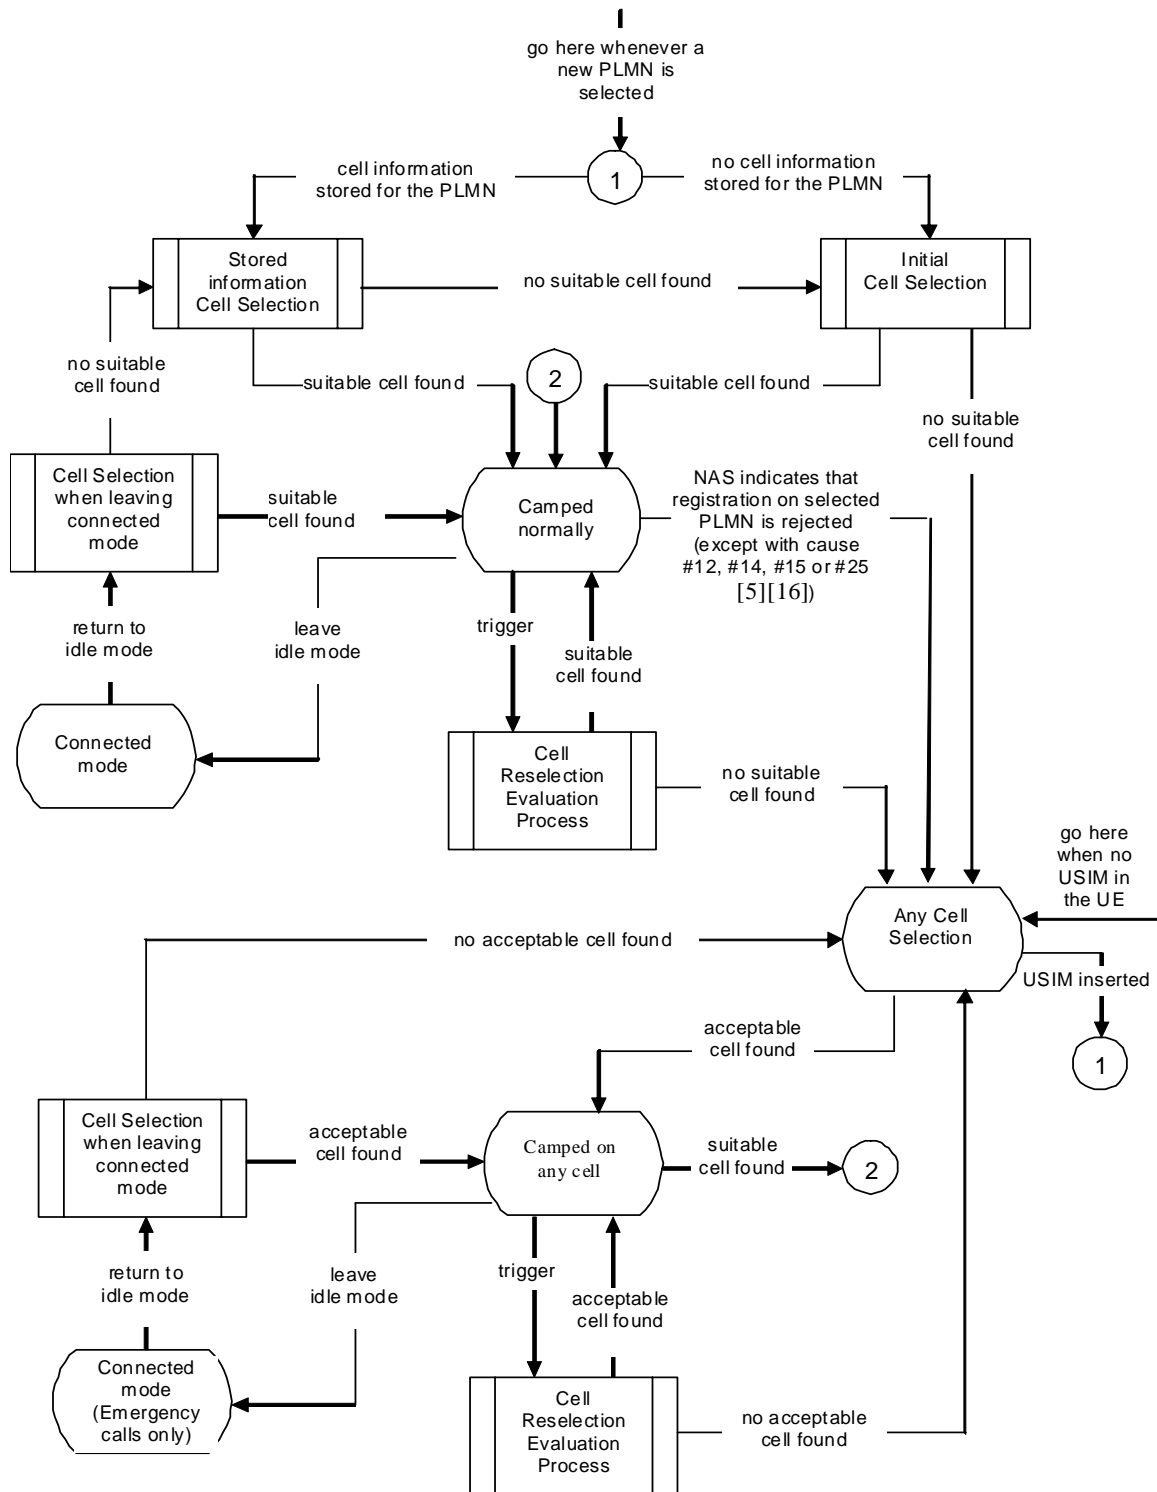 go here whenever a
new PLMN is
selected
1
cell information
stored for the PLMN
no cell information
stored for the PLMN
Stored
information
Cell Selection
no suitable cell found
Initial
Cell Selection
no suitable
cell found
suitable cell found
2
suitable cell found
no suitable
cell found
Cell Selection
when leaving
connected
mode
suitable
cell found
Camped
normally
NAS indicates that
registration on selected
PLMN is rejected
(except with cause
#12, #14, #15 or #25
[5][16])
return to
idle mode
leave
idle mode
trigger
suitable
cell found
Connected
mode
Cell
Reselection
Evaluation
Process
no suitable
cell found
go here
when no
USIM in
the UE
Any Cell
Selection
no acceptable cell found
USIM inserted
1
acceptable
cell found
Cell Selection
when leaving
connected
mode
acceptable
cell found
Camped on
any cell
suitable
cell found
2
return to
idle mode
leave
idle mode
trigger
acceptable
cell found
Connected
mode
(Emergency
calls only)
Cell
Reselection
Evaluation
Process
no acceptable
cell found